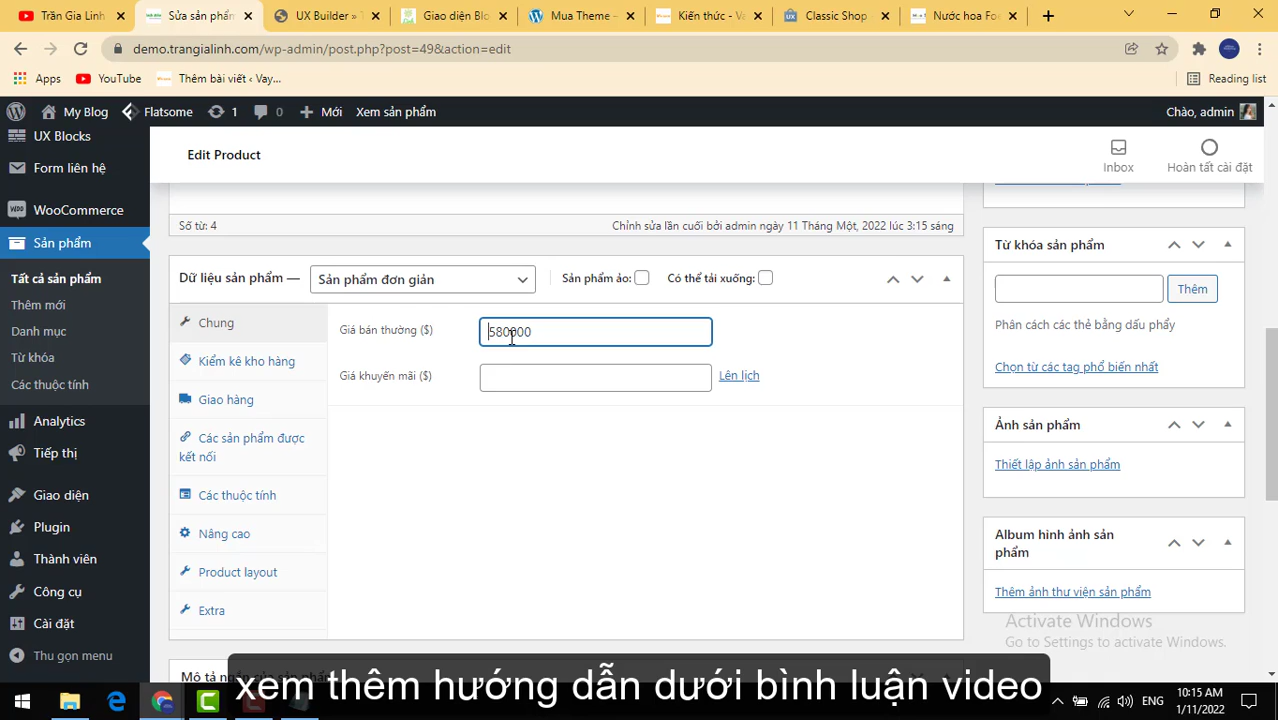 Trần Gia Linh
Sửa sản phẩm
UX Builder » T
Giao diện Blo
Mua Theme –
Kiến thức - Va
Classic Shop
Nước hoa Fos
demo.trangialinh.com/wp-admin/post.php?post=49&action=edit
Apps
YouTube
Thêm bài viết ‹ Vay...
Reading list
My Blog
Flatsome
1
0
Mới
Xem sản phẩm
Chào, admin
UX Blocks
Form liên hệ
WooCommerce
Sản phẩm
Tất cả sản phẩm
Thêm mới
Danh mục
Từ khóa
Các thuộc tính
Analytics
Tiếp thị
Giao diện
Plugin
Thành viên
Công cụ
Cài đặt
Thu gọn menu
Edit Product
Inbox
Hoàn tất cài đặt
Số từ: 4
Chỉnh sửa lần cuối bởi admin ngày 11 Tháng Một, 2022 lúc 3:15 sáng
Dữ liệu sản phẩm —
Sản phẩm đơn giản
Sản phẩm ảo:
Có thể tải xuống:
Chung
Kiểm kê kho hàng
Giao hàng
Các sản phẩm được
kết nối
Các thuộc tính
Nâng cao
Product layout
Extra
Giá bán thường ($)
580000
Giá khuyến mãi ($)
Lên lịch
Từ khóa sản phẩm
Thêm
Phân cách các thẻ bằng dấu phẩy
Chọn từ các tag phổ biến nhất
Ảnh sản phẩm
Thiết lập ảnh sản phẩm
Album hình ảnh sản
phẩm
Thêm ảnh thư viện sản phẩm
Activate Windows
Go to Settings to activate Windows.
xem thêm hướng dẫn dưới bình luận video
ENG
10:15 AM
1/11/2022